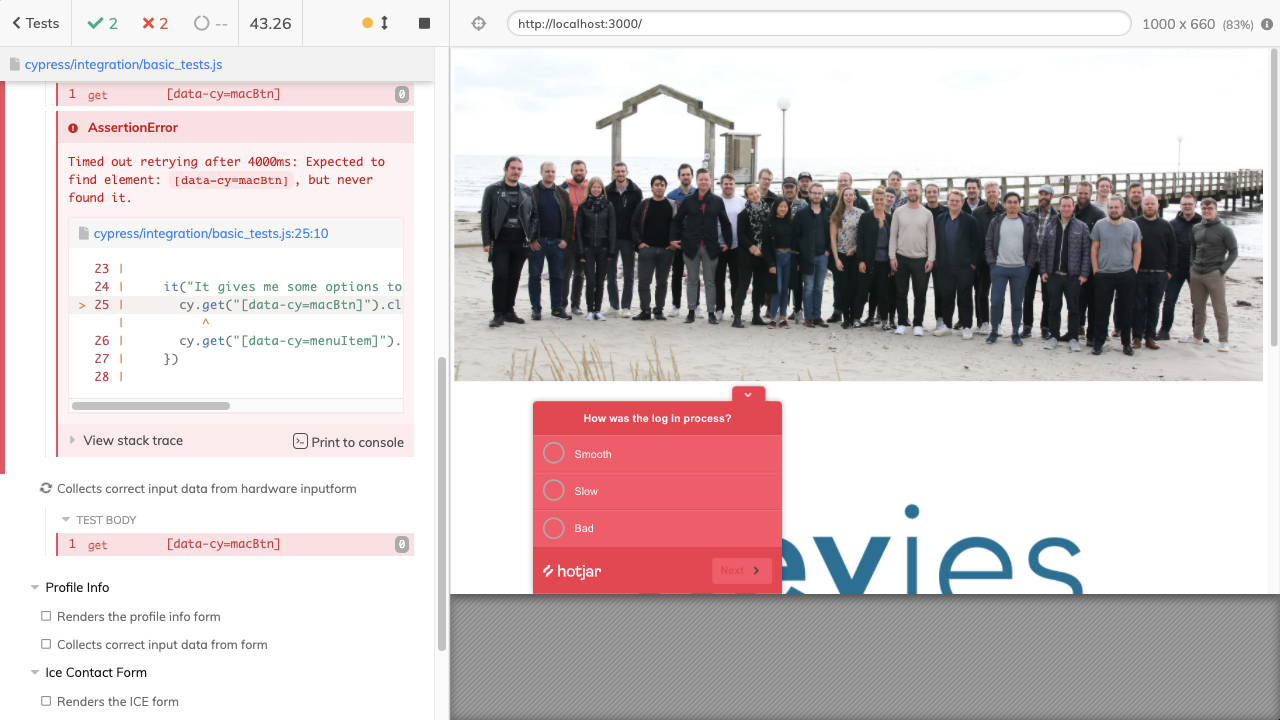 Tests
2
2
--
43.26
http://localhost:3000/
1000 x 660 (83%)
cypress/integration/basic_tests.js
1 get [data-cy=macBtn] 0
AssertionError
Timed out retrying after 4000ms: Expected to
find element: [data-cy=macBtn], but never
found it.
cypress/integration/basic_tests.js:25:10
23 |
24 | it("It gives me some options to
> 25 | cy.get("[data-cy=macBtn]").cl
| ^
26 | cy.get("[data-cy=menuItem]").
27 | })
28 |
View stack trace
Print to console
Collects correct input data from hardware inputform
TEST BODY
1 get [data-cy=macBtn] 0
Profile Info
Renders the profile info form
Collects correct input data from form
Ice Contact Form
Renders the ICE form
How was the log in process?
Smooth
Slow
Bad
hotjar
Next
evies